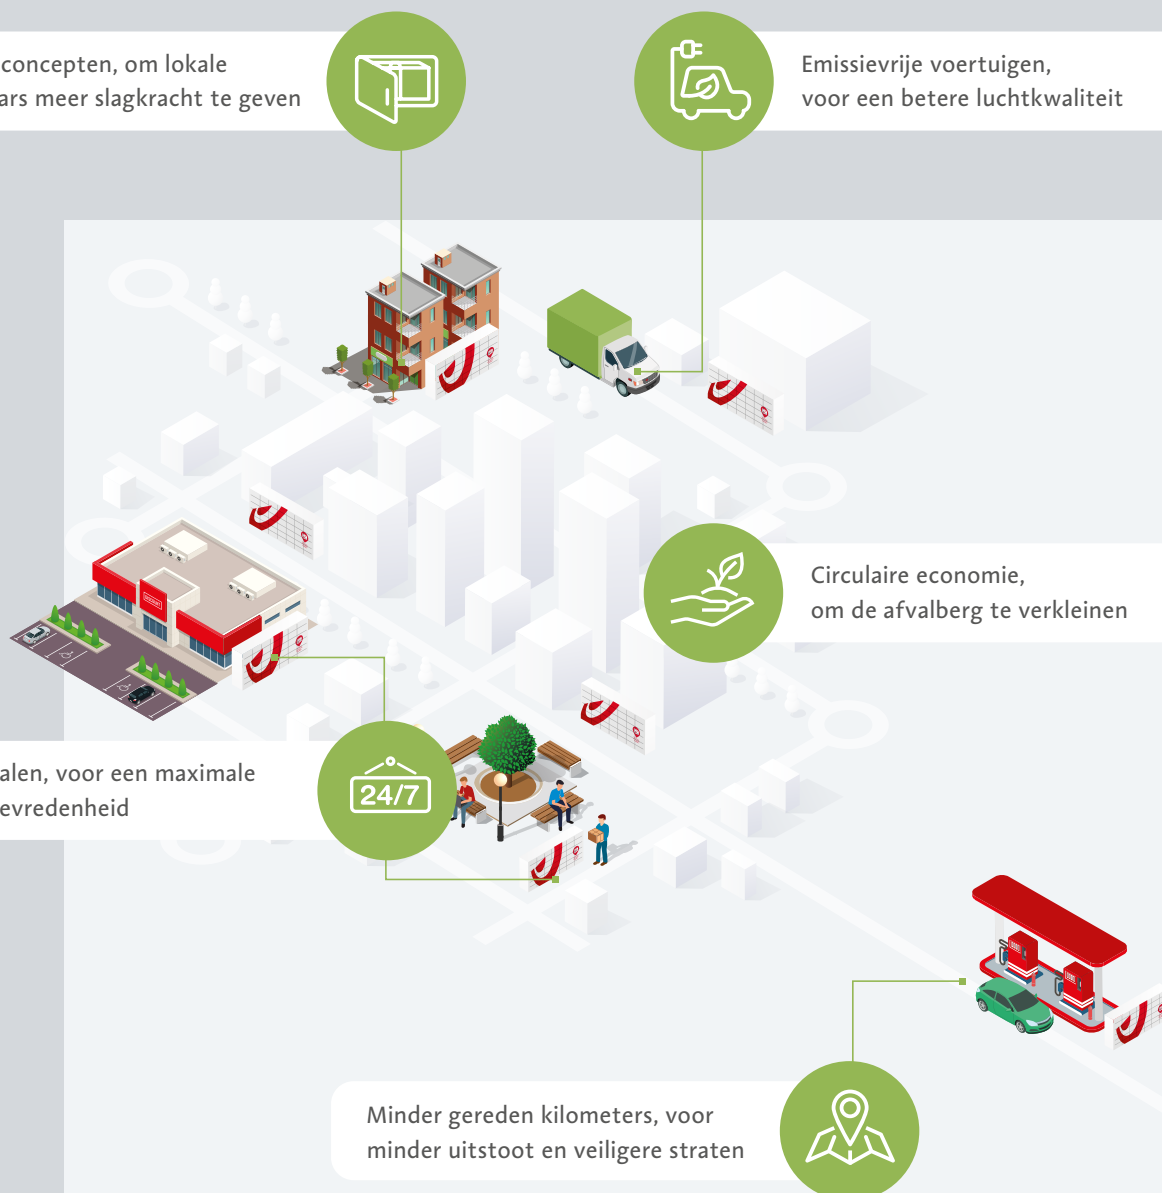 concepten, om lokale
ars meer slagkracht te geven
Emissievrije voertuigen,
voor een betere luchtkwaliteit
Circulaire economie,
om de afvalberg te verkleinen
alen, voor een maximale
evredenheid
24/7
Minder gereden kilometers, voor
minder uitstoot en veiligere straten